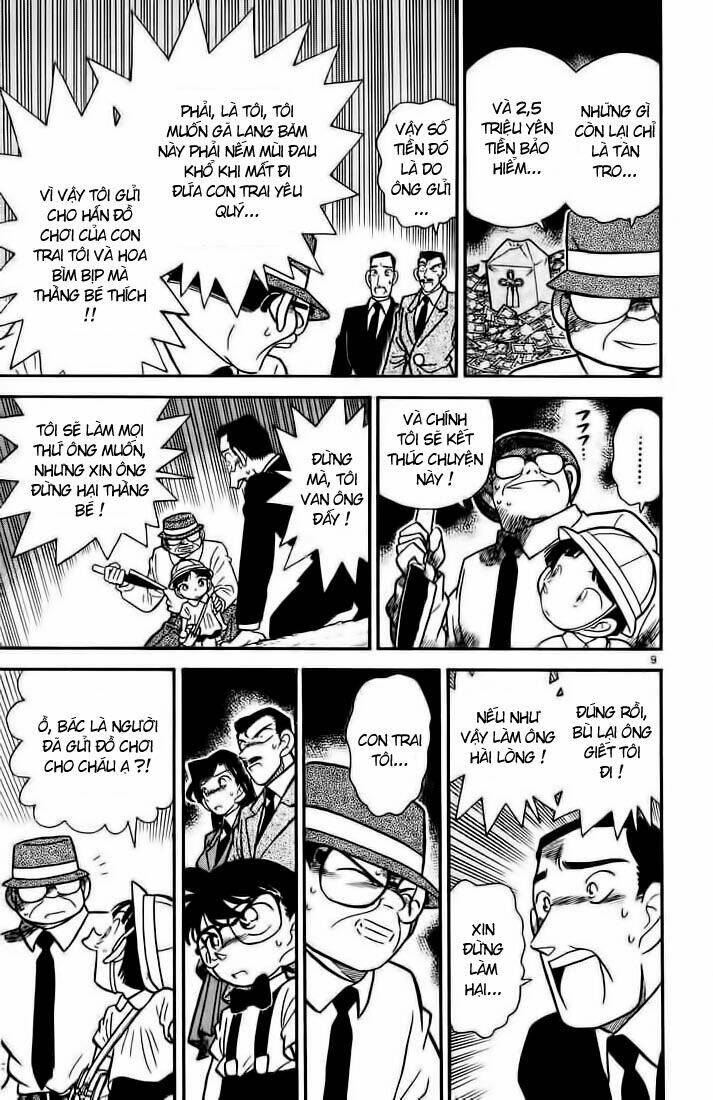 NHỮNG GÌ
CÒN LẠI CHỈ
LÀ TÀN
TRO...
VÀ 2,5
TRIỆU YÊN
TIỀN BẢO
HIỂM...
VẬY SỐ
TIỀN ĐÓ
LÀ DO
ÔNG GỬI
...
PHẢI, LÀ TÔI, TÔI
MUỐN GÃ LANG BĂM
NÀY PHẢI NẾM MÙI ĐAU
KHỔ KHI MẤT ĐI
ĐỨA CON TRAI YÊU
QUÝ...
VÌ VẬY TÔI GỬI
CHO HẮN ĐỒ
CHƠI CỦA CON
TRAI TÔI VÀ HOA
BÌM BỊP MÀ
THẰNG BÉ THÍCH
!!
.........
VÀ CHÍNH
TÔI SẼ KẾT
THÚC CHUYỆN
NÀY !
ĐỪNG
MÀ, TÔI
VAN ÔNG
ĐẤY !
TÔI SẼ LÀM MỌI
THỨ ÔNG MUỐN,
NHƯNG XIN ÔNG
ĐỪNG HẠI THẰNG
BÉ !
9
ĐÚNG RỒI,
BÙ LẠI ÔNG
GIẾT TÔI
ĐI !
NẾU NHƯ
VẬY LÀM ÔNG
HÀI LÒNG !
XIN
ĐỪNG
LÀM
HẠI...
CON TRAI
TÔI...
Ồ, BÁC LÀ NGƯỜI
ĐÃ GỬI ĐỒ CHƠI
CHO CHÁU Ạ ?!